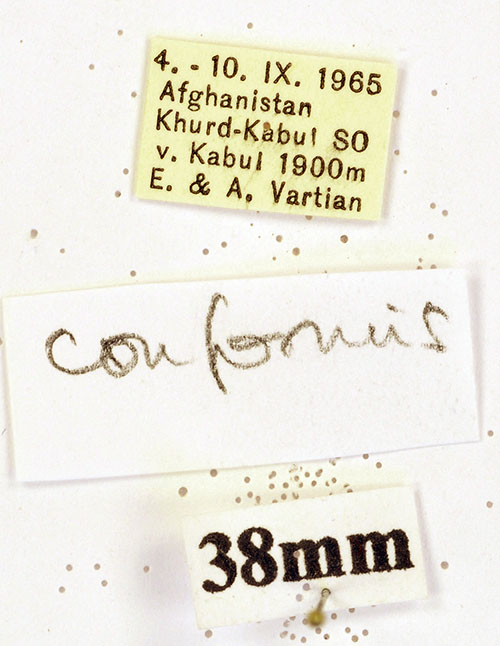 4. - 10. IX. 1965
Afghanistan
Khurd-Kabul SO
v. Kabul 1900m
E. & A. Vartian
conformis
38mm